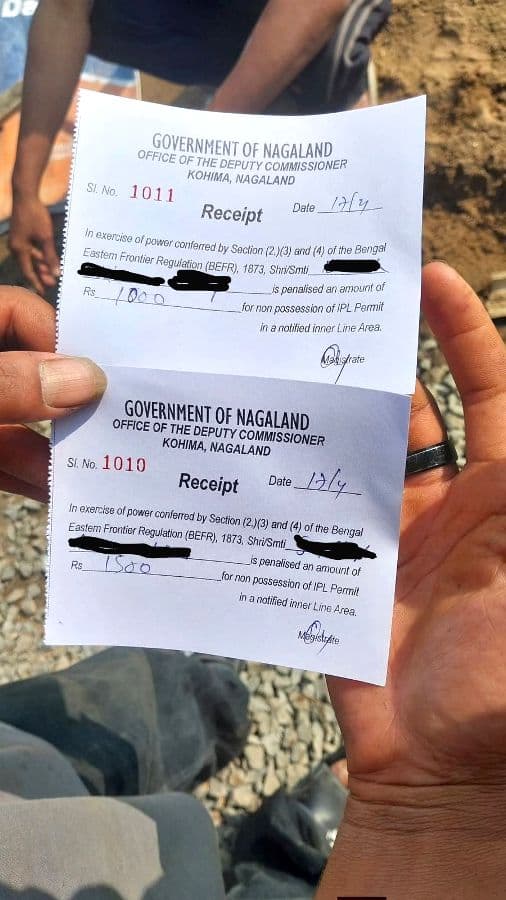 Da
GOVERNMENT OF NAGALAND
OFFICE OF THE DEPUTY COMMISSIONER
KOHIMA, NAGALAND
Sl. No. 1011
Date 17/4
Receipt
In exercise of power conferred by Section (2,)(3) and (4) of the Bengal
Eastern Frontier Regulation (BEFR), 1873, Shri/Smti
is penalised an amount of
Rs 1000 for non possession of IPL Permit
in a notified inner Line Area.
Magistrate
GOVERNMENT OF NAGALAND
OFFICE OF THE DEPUTY COMMISSIONER
KOHIMA, NAGALAND
Sl. No. 1010
Date 17/4
Receipt
In exercise of power conferred by Section (2,)(3) and (4) of the Bengal
Eastern Frontier Regulation (BEFR), 1873, Shri/Smti
is penalised an amount of
Rs 1500 for non possession of IPL Permit
in a notified inner Line Area.
Magistrate